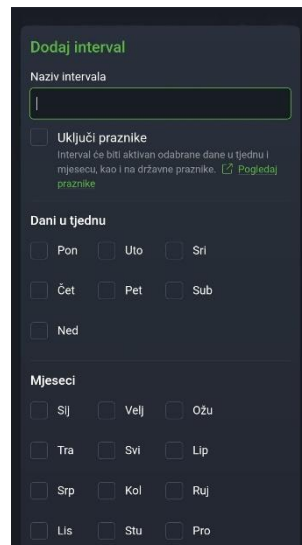 Dodaj interval
Naziv intervala
Uključi praznike
Interval će biti aktivan odabrane dane u tjednu i
mjesecu, kao i na državne praznike. Pogledaj
praznike
Dani u tjednu
Pon Uto Sri
Čet Pet Sub
Ned
Mjeseci
Sij Velj Ožu
Tra Svi Lip
Srp Kol Ruj
Lis Stu Pro